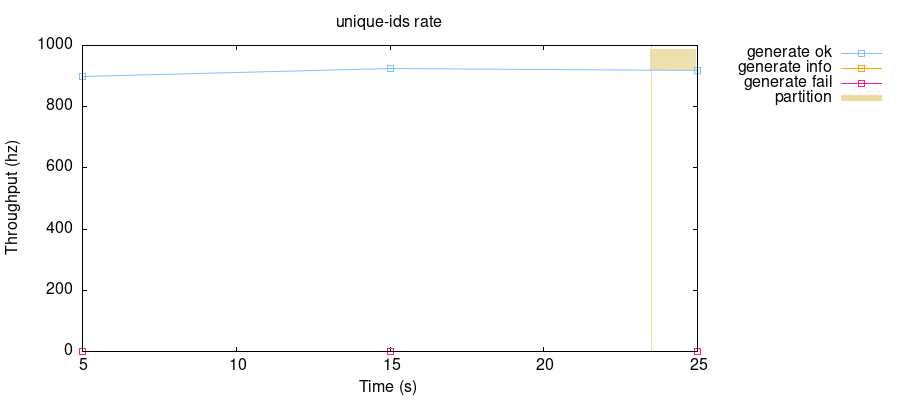 unique-ids rate
1000
800
600
400
200
0
Throughput (hz)
5
10
15
20
25
Time (s)
generate ok
generate info
generate fail
partition